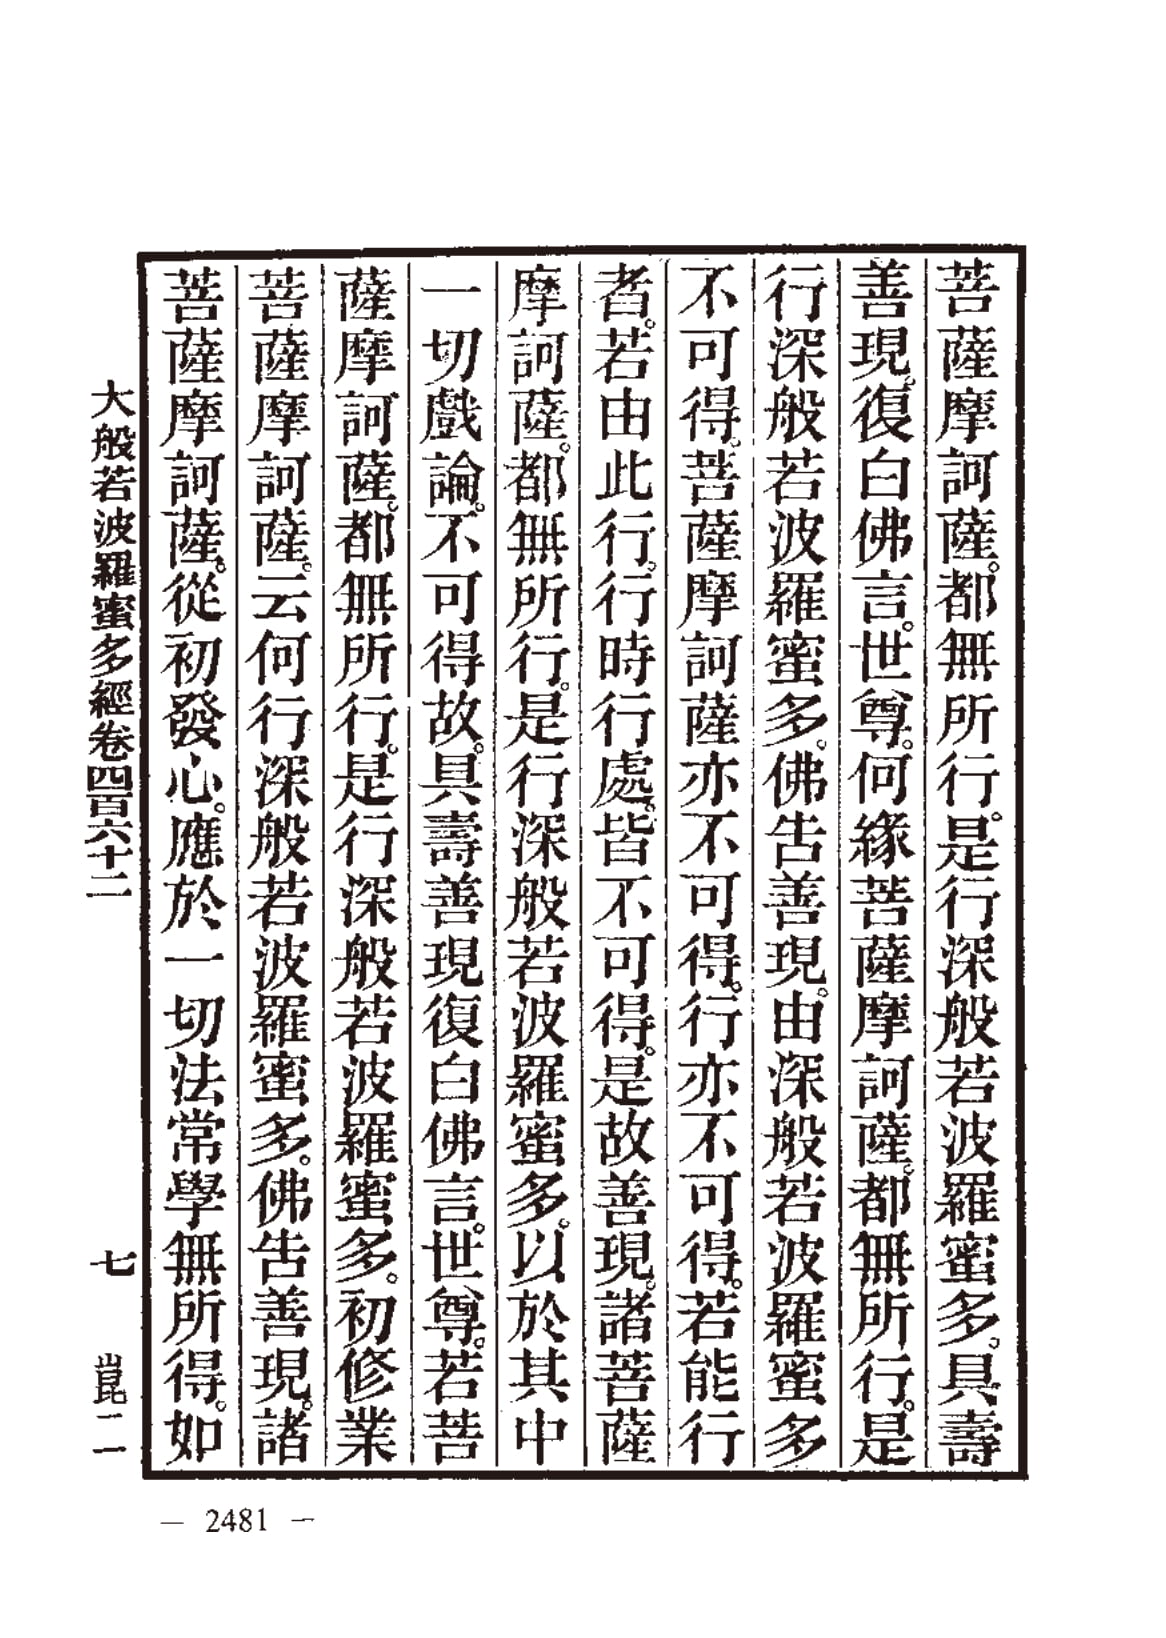 菩薩摩訶薩。都無所行。是行深般若波羅蜜多。具壽
善現。復白佛言。世尊。何緣菩薩摩訶薩。都無所行。是
行深般若波羅蜜多。佛告善現。由深般若波羅蜜多
不可得。菩薩摩訶薩亦不可得。行亦不可得。若能行
者。若由此行。行時行處。皆不可得。是故善現。諸菩薩
摩訶薩。都無所行。是行深般若波羅蜜多。以於其中
一切戲論。不可得故。具壽善現復白佛言。世尊。若菩
薩摩訶薩。都無所行。是行深般若波羅蜜多。初修業
菩薩摩訶薩。云何行深般若波羅蜜多。佛告善現。諸
菩薩摩訶薩。從初發心。應於一切法常學無所得。如
大般若波羅蜜多經卷四百六十二 七 崑二
— 2481 —